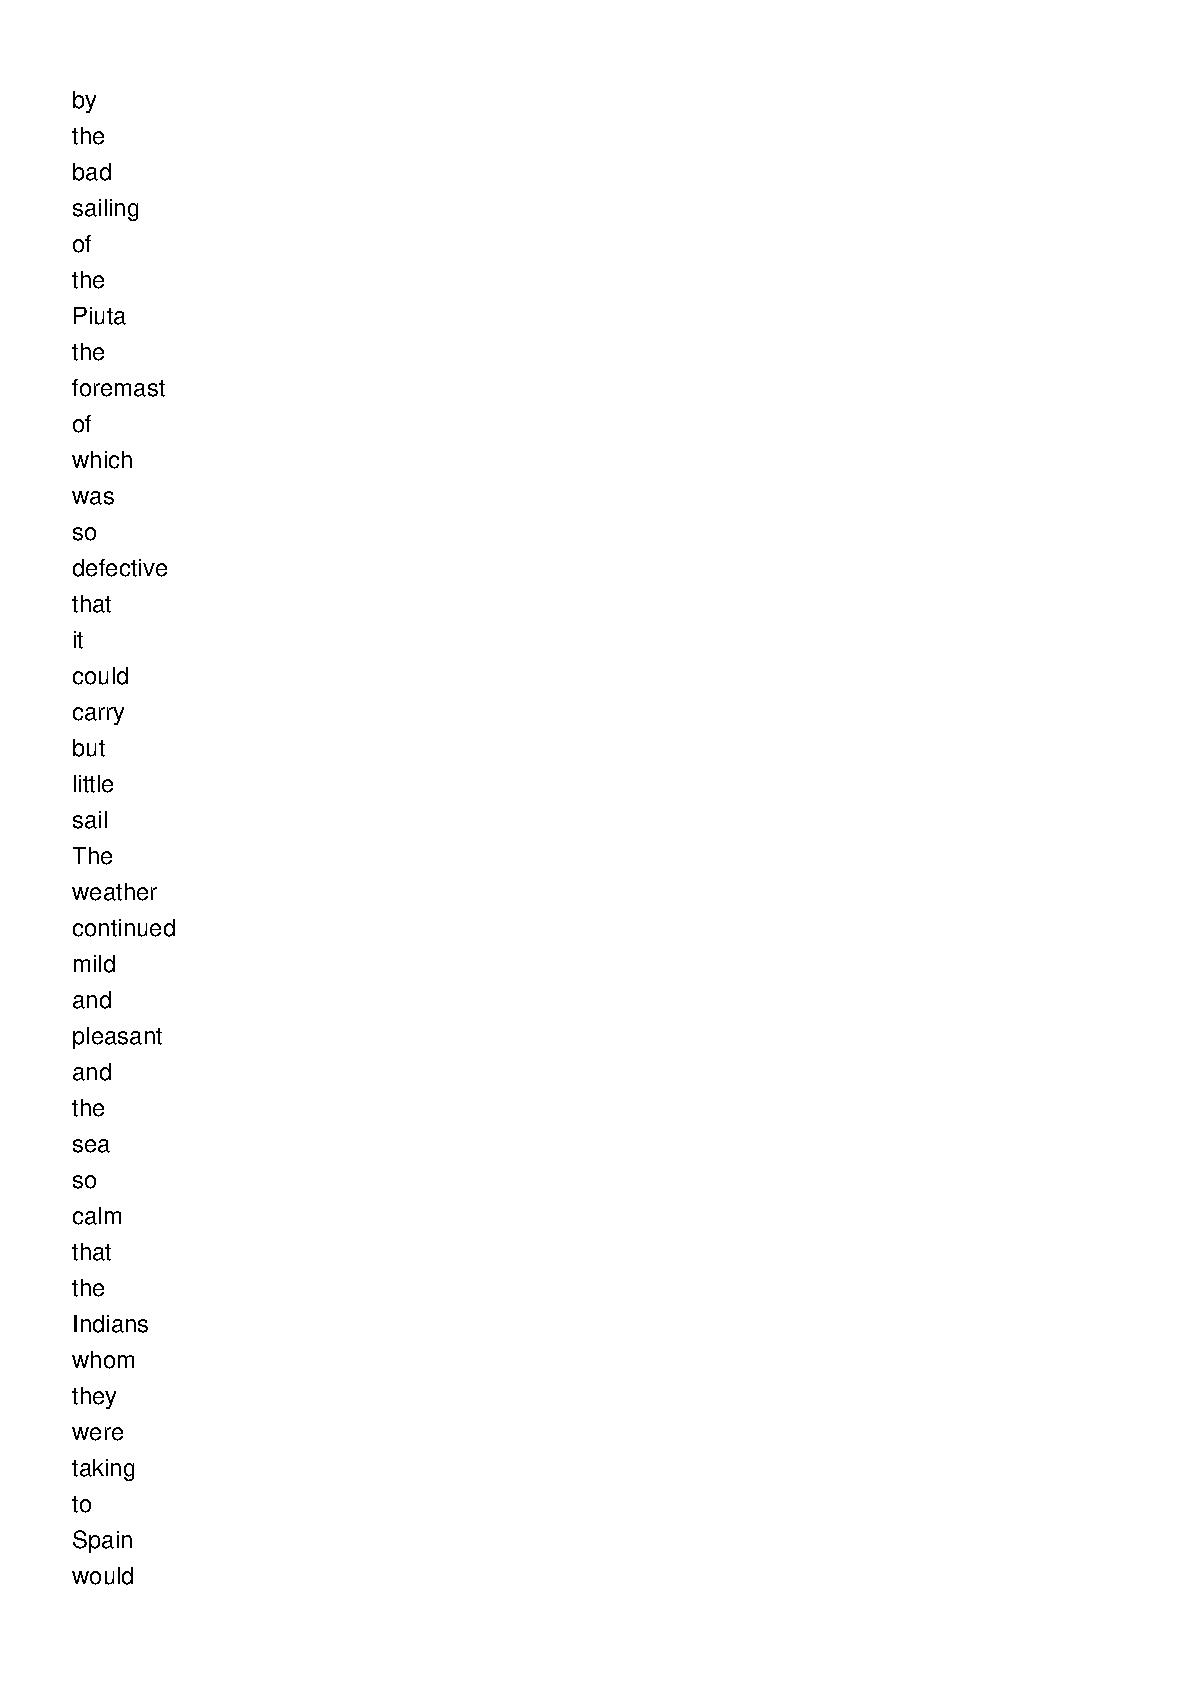 by
the
bad
sailing
of
the
Piuta
the
foremast
of
which
was
so
defective
that
it
could
carry
but
little
sail
The
weather
continued
mild
and
pleasant
and
the
sea
so
calm
that
the
Indians
whom
they
were
taking
to
Spain
would